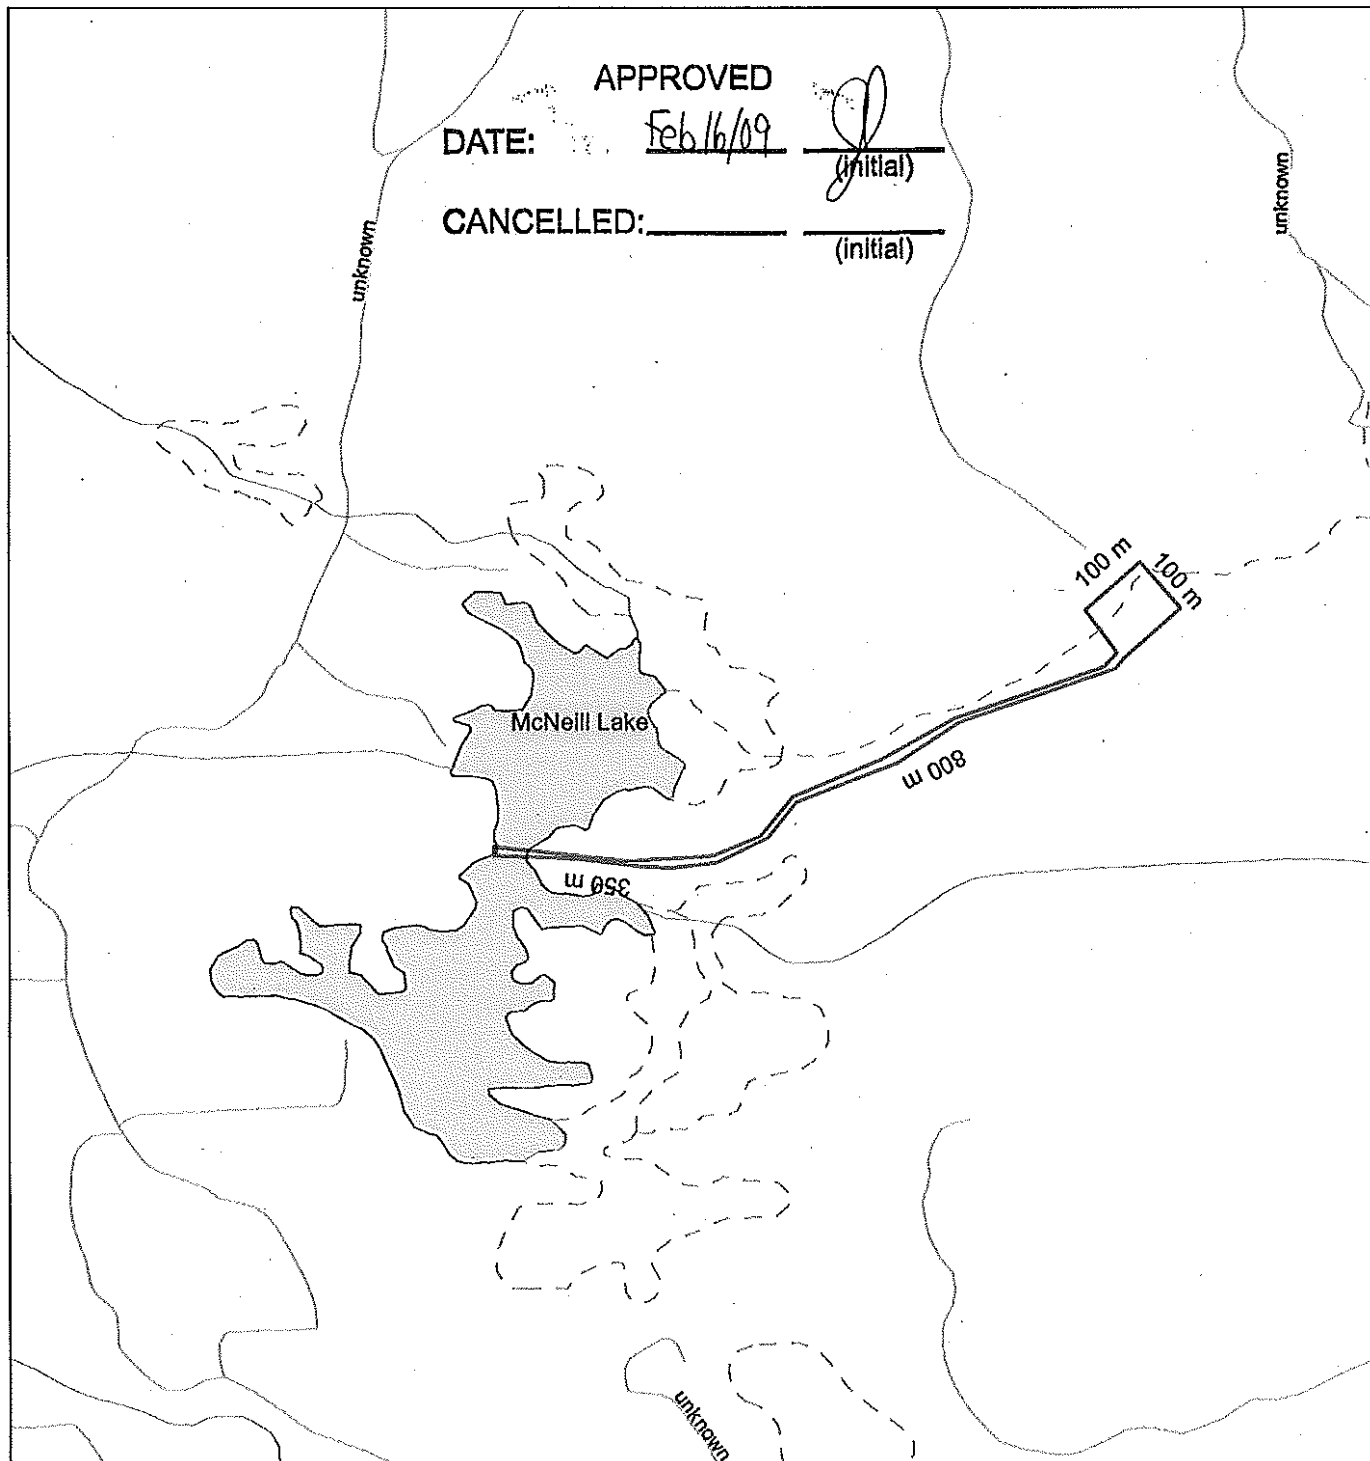 APPROVED
DATE: Feb 16/09
(initial)
CANCELLED:
(initial)
unknown
unknown
100 m
100 m
McNeill Lake
800 m
350 m
unknown